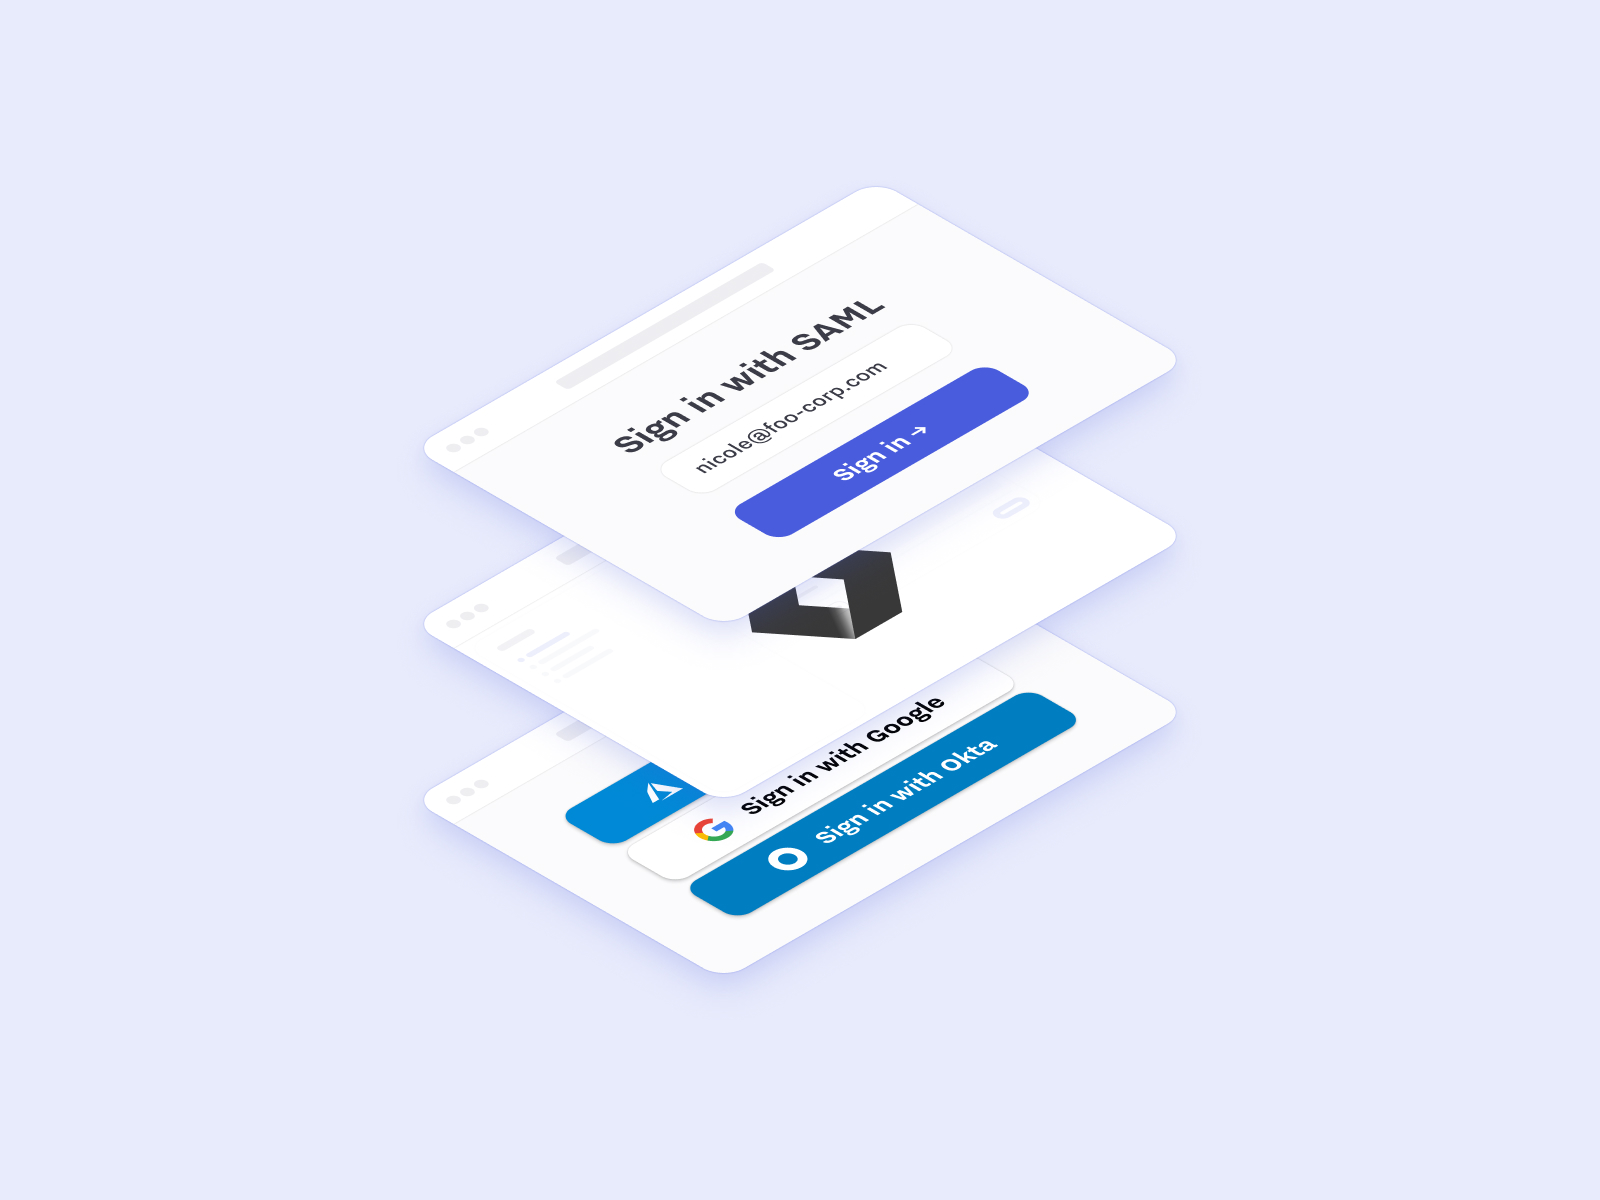 Sign in with SAML
nicole@foo-corp.com
Sign in →
Sign in with Google
Sign in with Okta